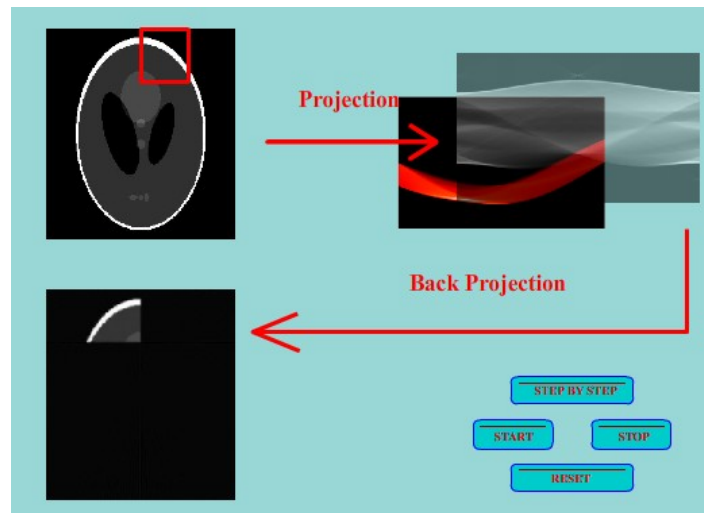 Projection
Back Projection
STEP BY STEP
START
STOP
RESET